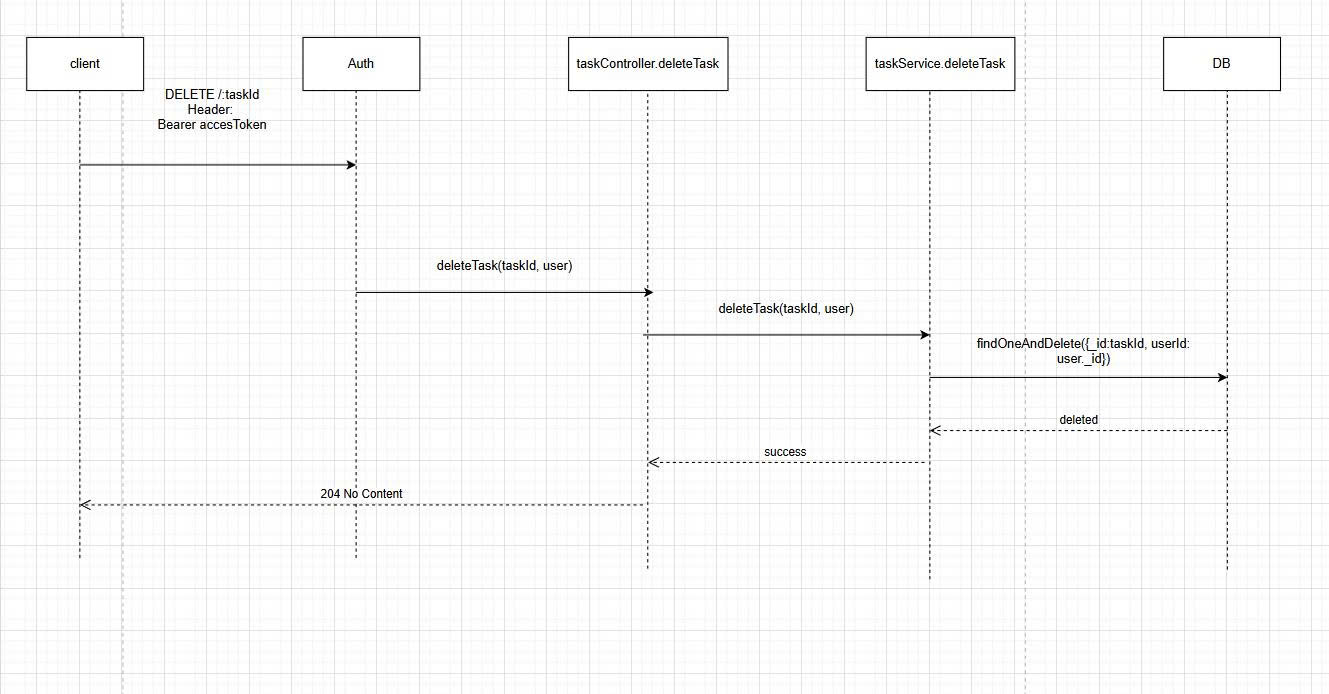 client
Auth
taskController.deleteTask
taskService.deleteTask
DB
DELETE /:taskId
Header:
Bearer accesToken
deleteTask(taskId, user)
deleteTask(taskId, user)
findOneAndDelete({_id:taskId, userId:
user._id})
deleted
success
204 No Content